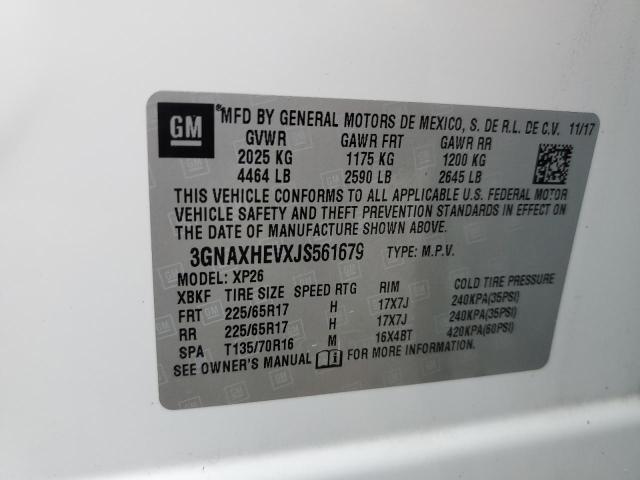 GM ®MFD BY GENERAL MOTORS DE MEXICO, S. DE R.L. DE C.V. 11/17
GVWR GAWR FRT GAWR RR
2025 KG 1175 KG 1200 KG
4464 LB 2590 LB 2645 LB
THIS VEHICLE CONFORMS TO ALL APPLICABLE U.S. FEDERAL MOTOR
VEHICLE SAFETY AND THEFT PREVENTION STANDARDS IN EFFECT ON
THE DATE OF MANUFACTURE SHOWN ABOVE.
3GNAXHEVXJS561679 TYPE: M.P.V.
MODEL: XP26
XBKF TIRE SIZE SPEED RTG RIM COLD TIRE PRESSURE
FRT 225/65R17 H 17X7J 240KPA(35PSI)
RR 225/65R17 H 17X7J 240KPA(35PSI)
SPA T135/70R16 M 16X4BT 420KPA(60PSI)
SEE OWNER'S MANUAL FOR MORE INFORMATION.